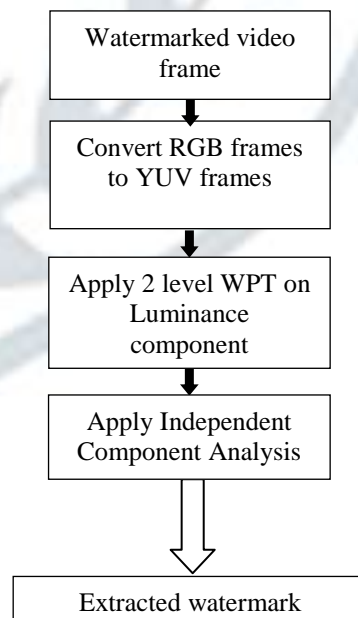 Watermarked video
frame
Convert RGB frames
to YUV frames
Apply 2 level WPT on
Luminance
component
Apply Independent
Component Analysis
Extracted watermark